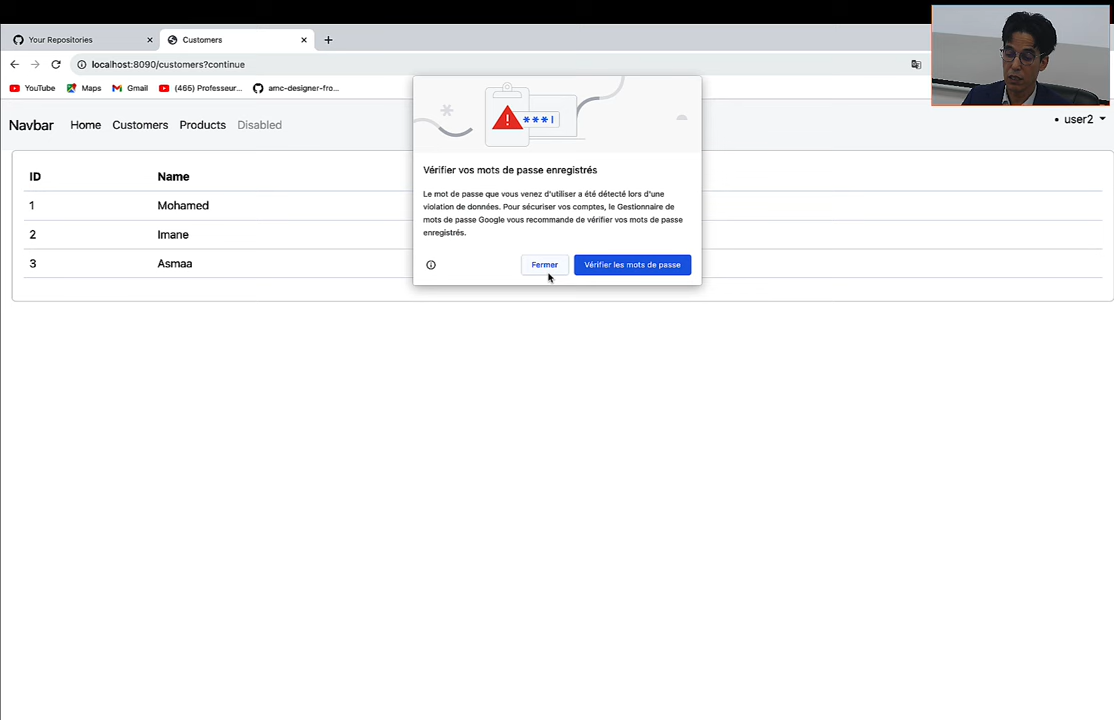 Your Repositories
Customers
localhost:8090/customers?continue
YouTube Maps Gmail (465) Professeur... amc-designer-fro...
Navbar Home Customers Products Disabled
• user2
ID Name
1 Mohamed
2 Imane
3 Asmaa
***|
Vérifier vos mots de passe enregistrés
Le mot de passe que vous venez d'utiliser a été détecté lors d'une
violation de données. Pour sécuriser vos comptes, le Gestionnaire de
mots de passe Google vous recommande de vérifier vos mots de passe
enregistrés.
Fermer Vérifier les mots de passe